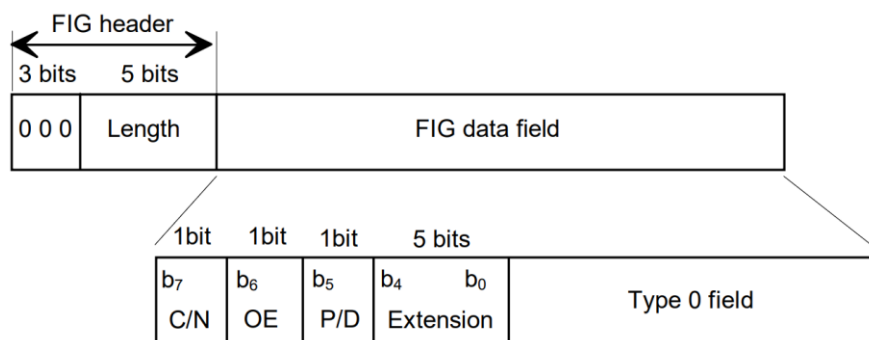 FIG header
3 bits 5 bits
0 0 0 Length FIG data field
1bit 1bit 1bit 5 bits
b7 b6 b5 b4 b0
C/N OE P/D Extension Type 0 field